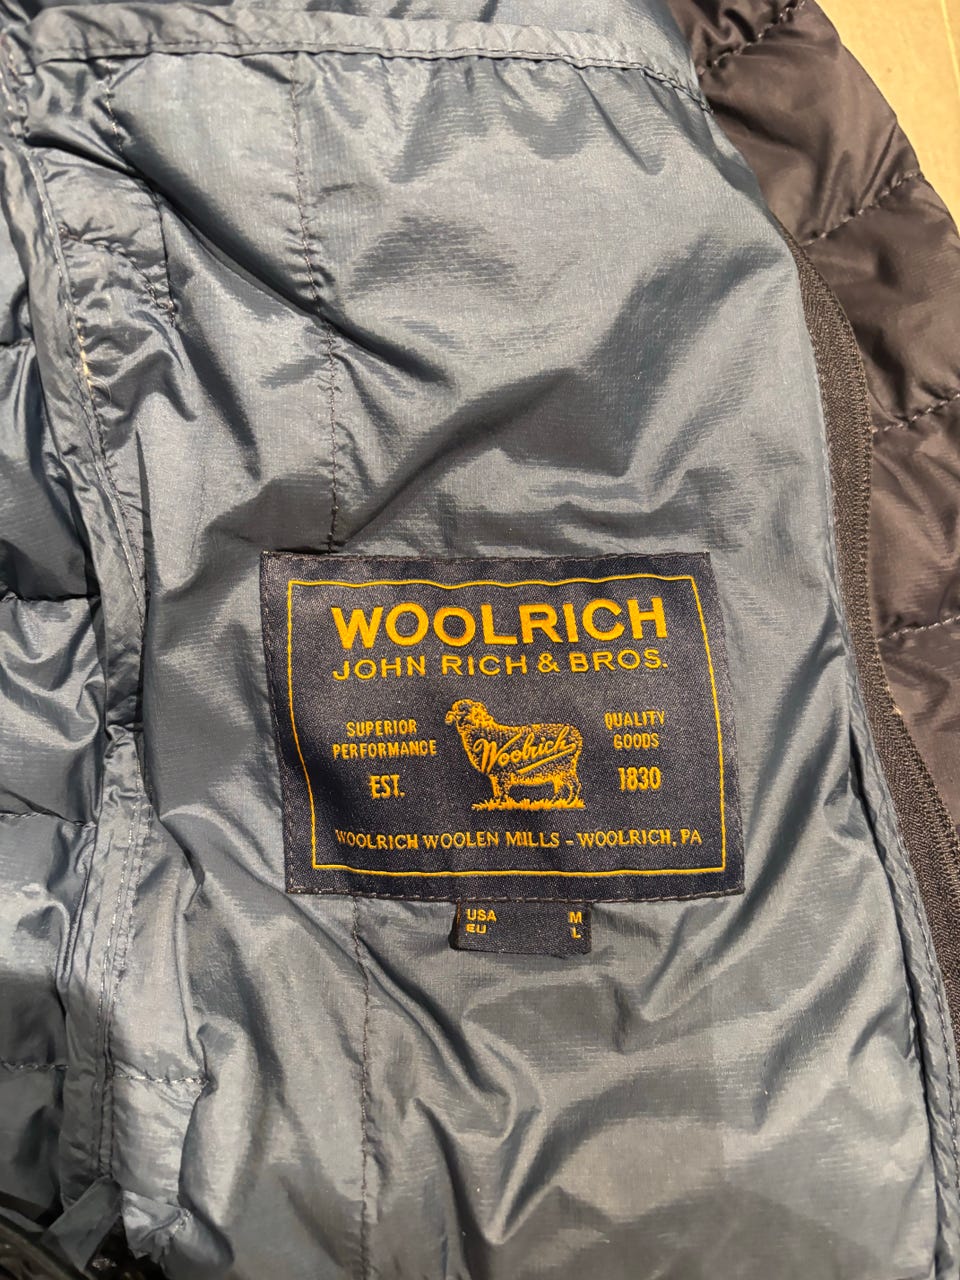 WOOLRICH
JOHN RICH & BROS.
SUPERIOR
PERFORMANCE
EST.
Woolrich
QUALITY
GOODS
1830
WOOLRICH WOOLEN MILLS - WOOLRICH, PA
USA M
EU L